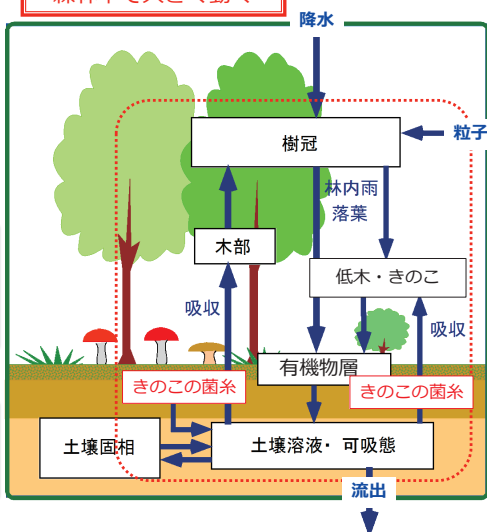 降水
粒子
樹冠
林内雨
落葉
木部
低木・きのこ
吸収
吸収
有機物層
きのこの菌糸
きのこの菌糸
土壌固相
土壌溶液・可吸態
流出